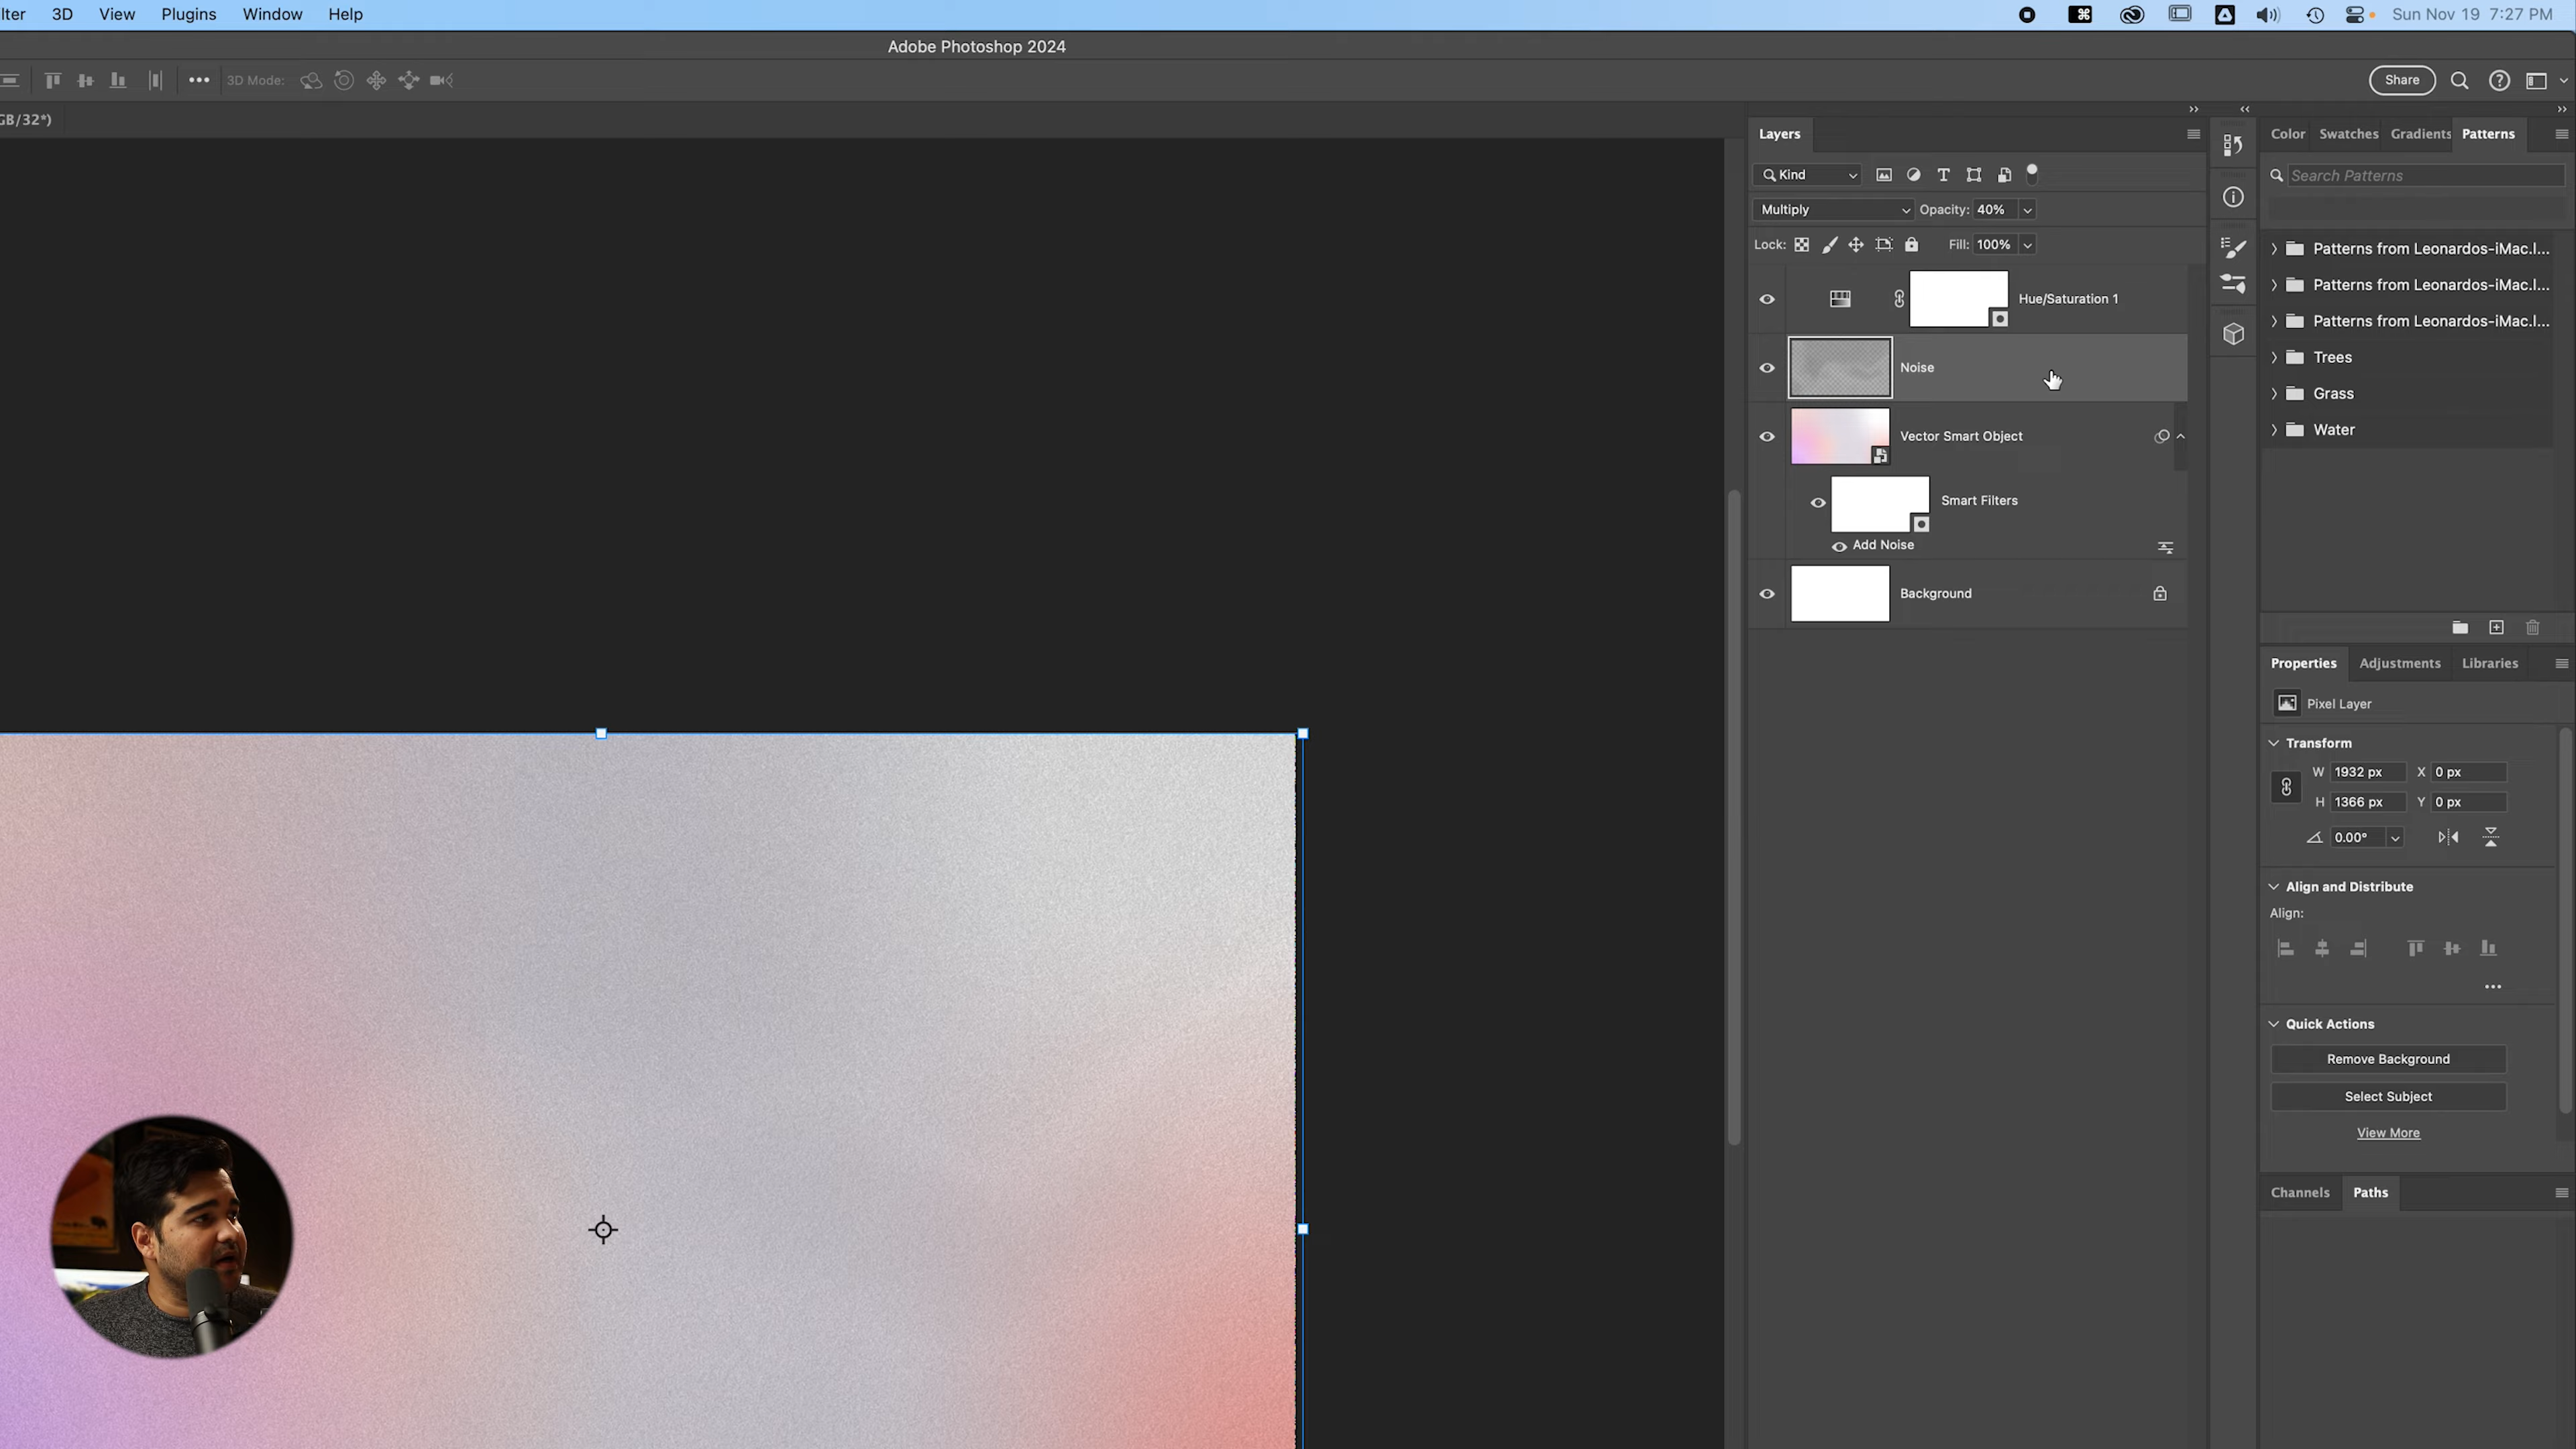 lter 3D View Plugins Window Help
Sun Nov 19 7:27 PM
Adobe Photoshop 2024
3D Mode:
Share
GB/32*)
Layers
Kind
Multiply Opacity: 40%
Lock: Fill: 100%
Hue/Saturation 1
Noise
Vector Smart Object
Smart Filters
Add Noise
Background
Color Swatches Gradients Patterns
Search Patterns
Patterns from Leonardos-iMac.l...
Patterns from Leonardos-iMac.l...
Patterns from Leonardos-iMac.l...
Trees
Grass
Water
Properties Adjustments Libraries
Pixel Layer
Transform
W 1932 px X 0 px
H 1366 px Y 0 px
0.00°
Align and Distribute
Align:
Quick Actions
Remove Background
Select Subject
View More
Channels Paths